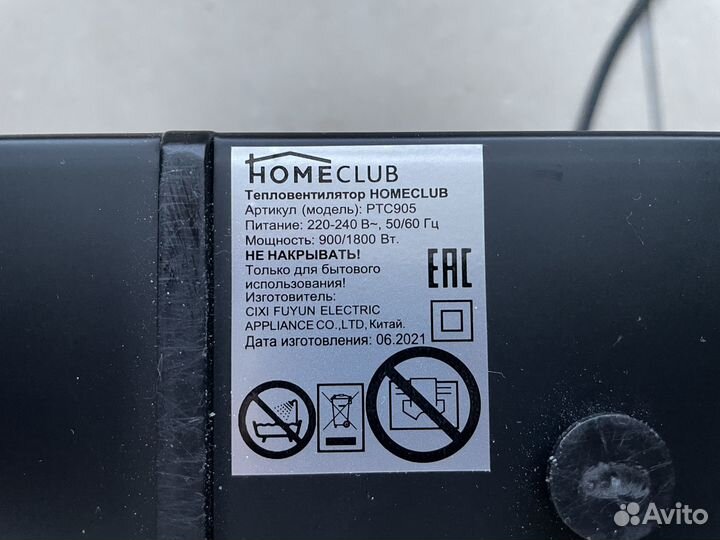 HOMECLUB
Тепловентилятор HOMECLUB
Артикул (модель): PTC905
Питание: 220-240 В~, 50/60 Гц
Мощность: 900/1800 Вт.
НЕ НАКРЫВАТЬ!
Только для бытового
использования!
Изготовитель:
CIXI FUYUN ELECTRIC
APPLIANCE CO.,LTD, Китай.
Дата изготовления: 06.2021
EAC
Avito